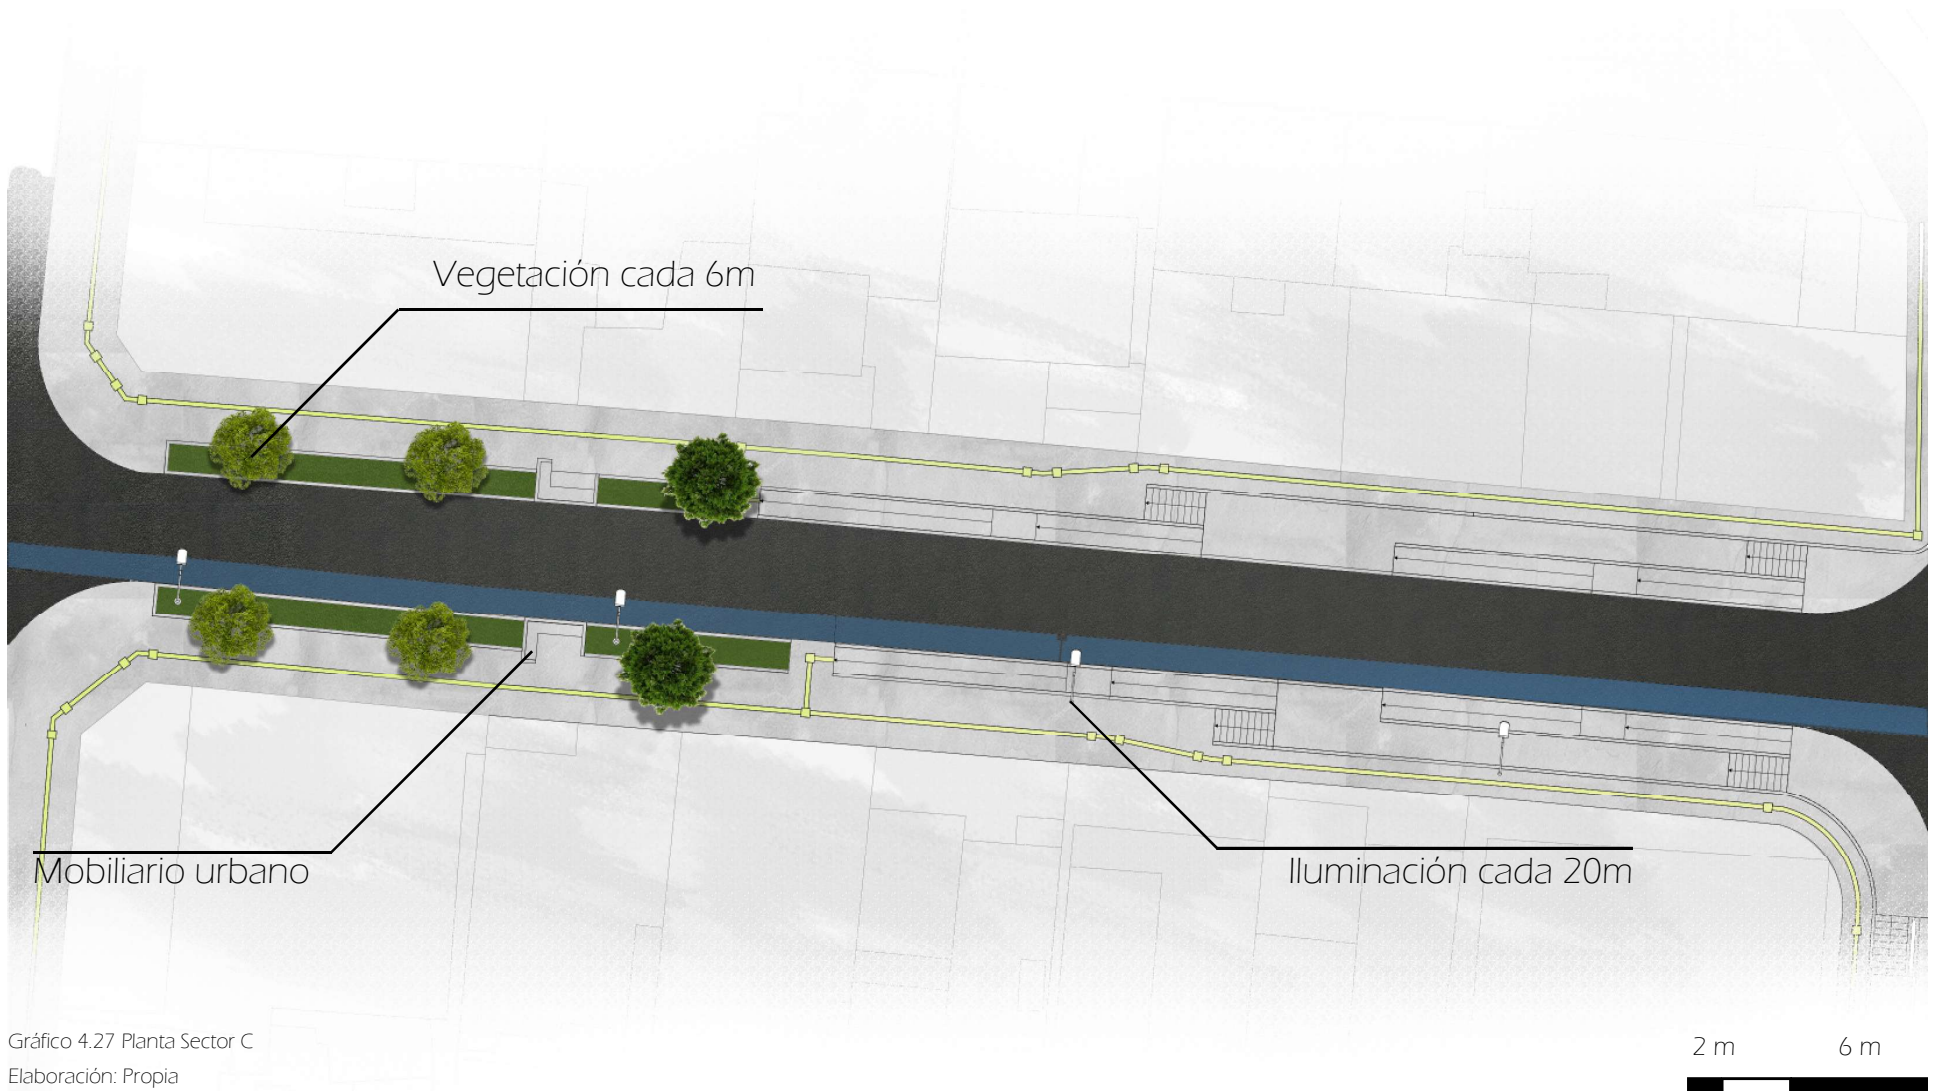 Vegetación cada 6m
Mobiliario urbano
Iluminación cada 20m
Gráfico 4.27 Planta Sector C
Elaboración: Propia
2 m 6 m